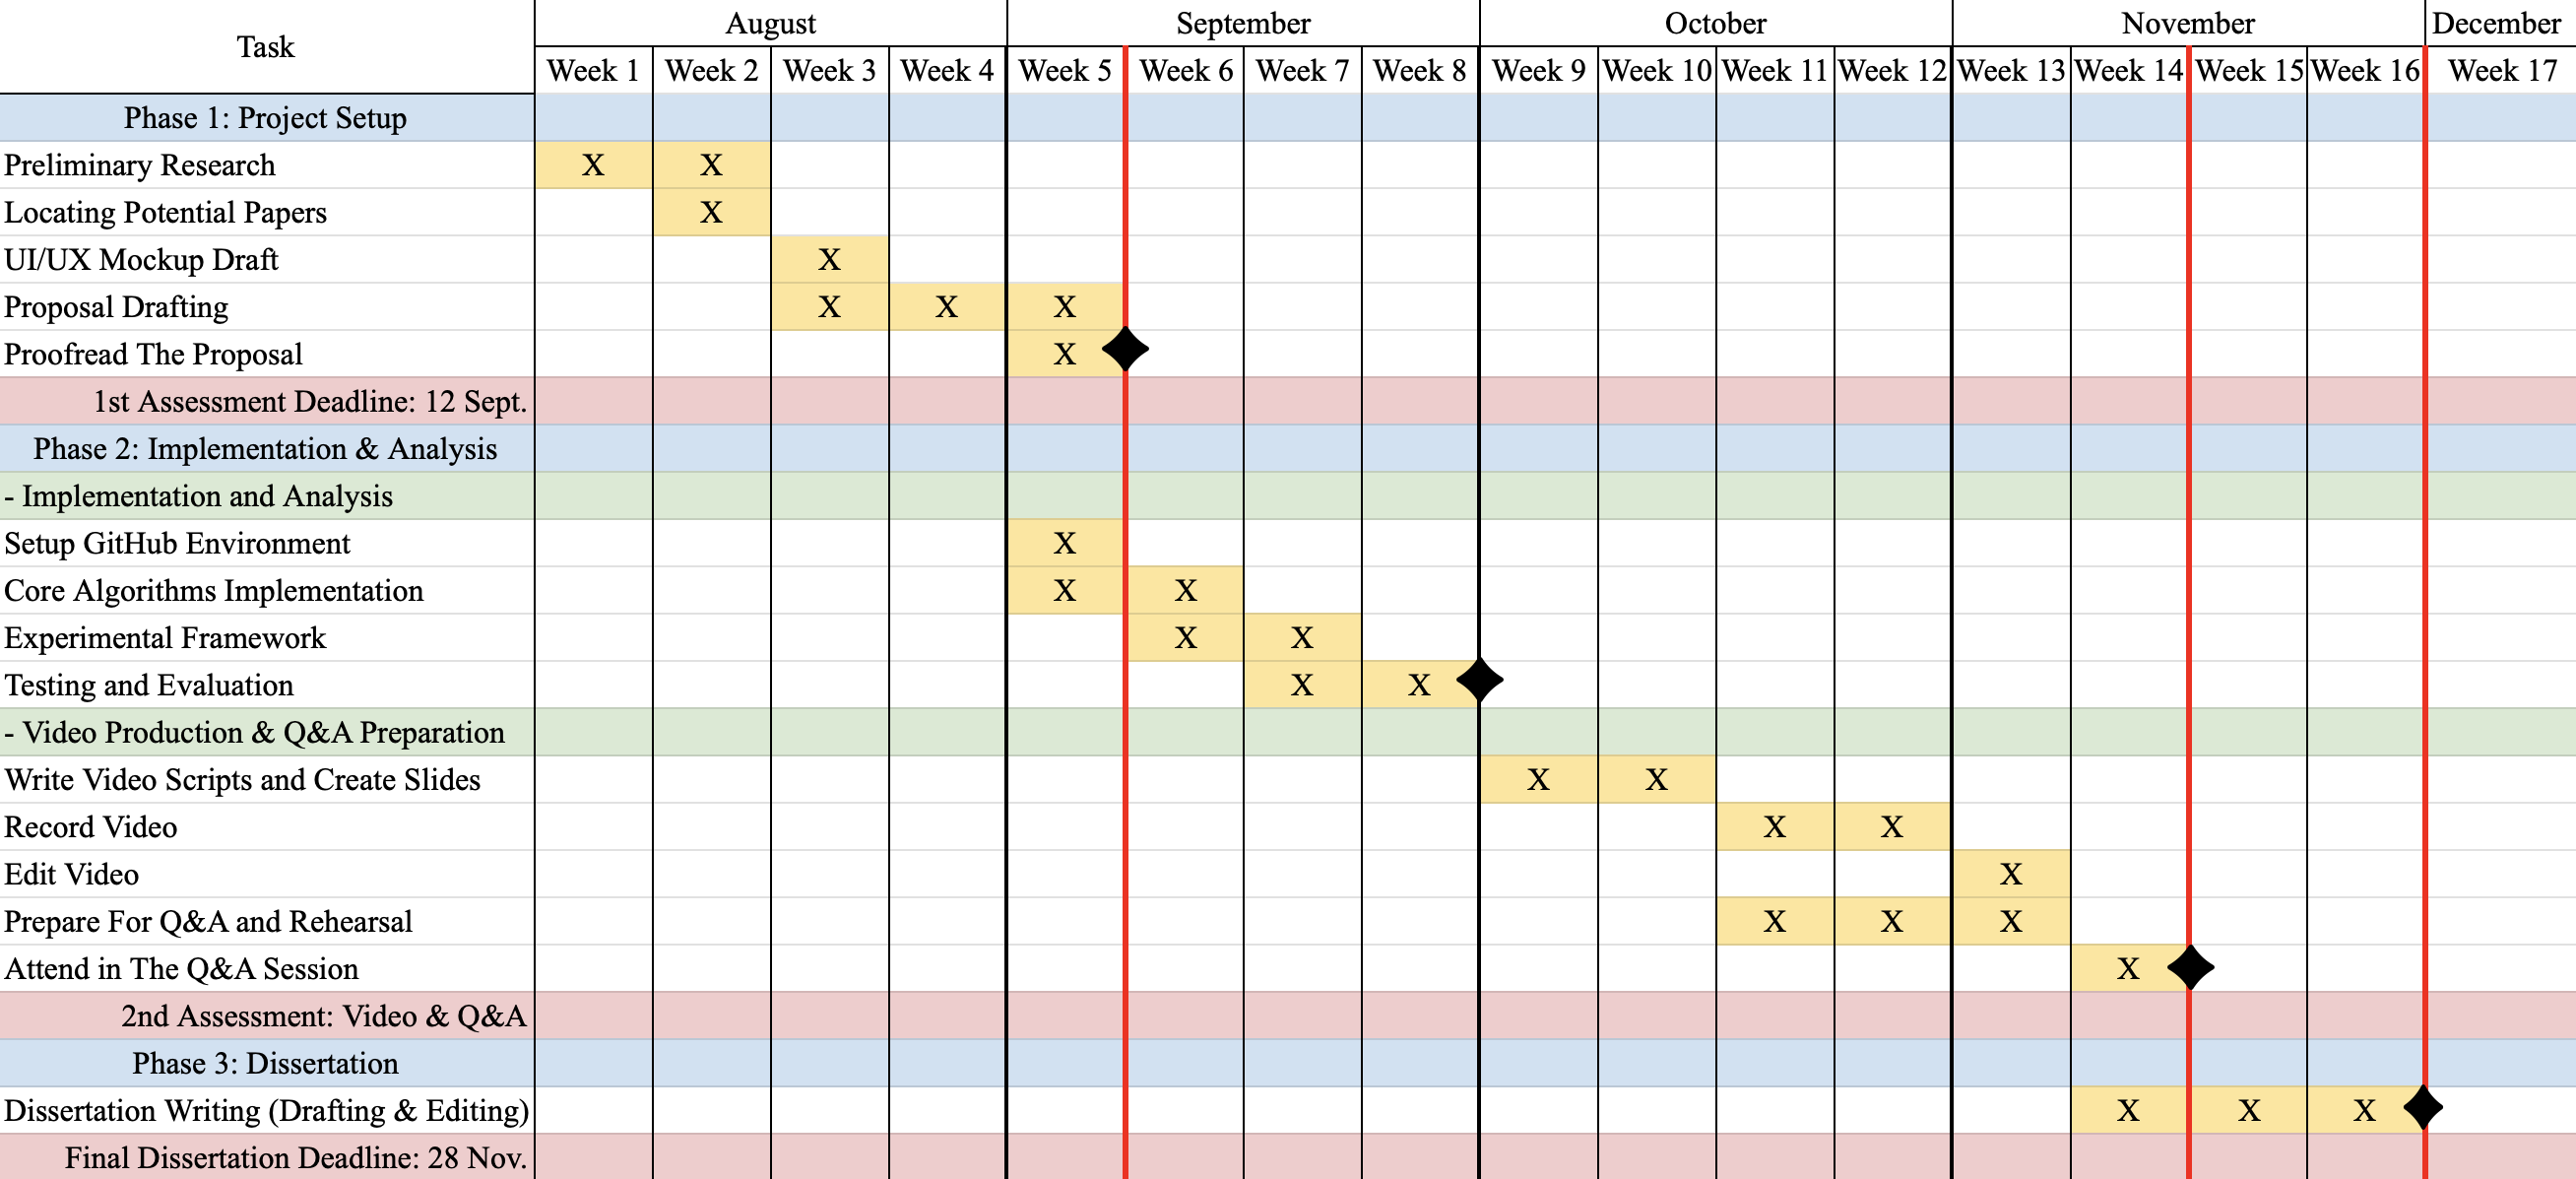 Task August September October November December
Week 1 Week 2 Week 3 Week 4 Week 5 Week 6 Week 7 Week 8 Week 9 Week 10 Week 11 Week 12 Week 13 Week 14 Week 15 Week 16 Week 17
Phase 1: Project Setup
Preliminary Research X X
Locating Potential Papers X
UI/UX Mockup Draft X
Proposal Drafting X X X
Proofread The Proposal X
1st Assessment Deadline: 12 Sept.
Phase 2: Implementation & Analysis
- Implementation and Analysis
Setup GitHub Environment X
Core Algorithms Implementation X X
Experimental Framework X X
Testing and Evaluation X X
- Video Production & Q&A Preparation
Write Video Scripts and Create Slides X X
Record Video X X
Edit Video X
Prepare For Q&A and Rehearsal X X X
Attend in The Q&A Session X
2nd Assessment: Video & Q&A
Phase 3: Dissertation
Dissertation Writing (Drafting & Editing) X X X
Final Dissertation Deadline: 28 Nov.